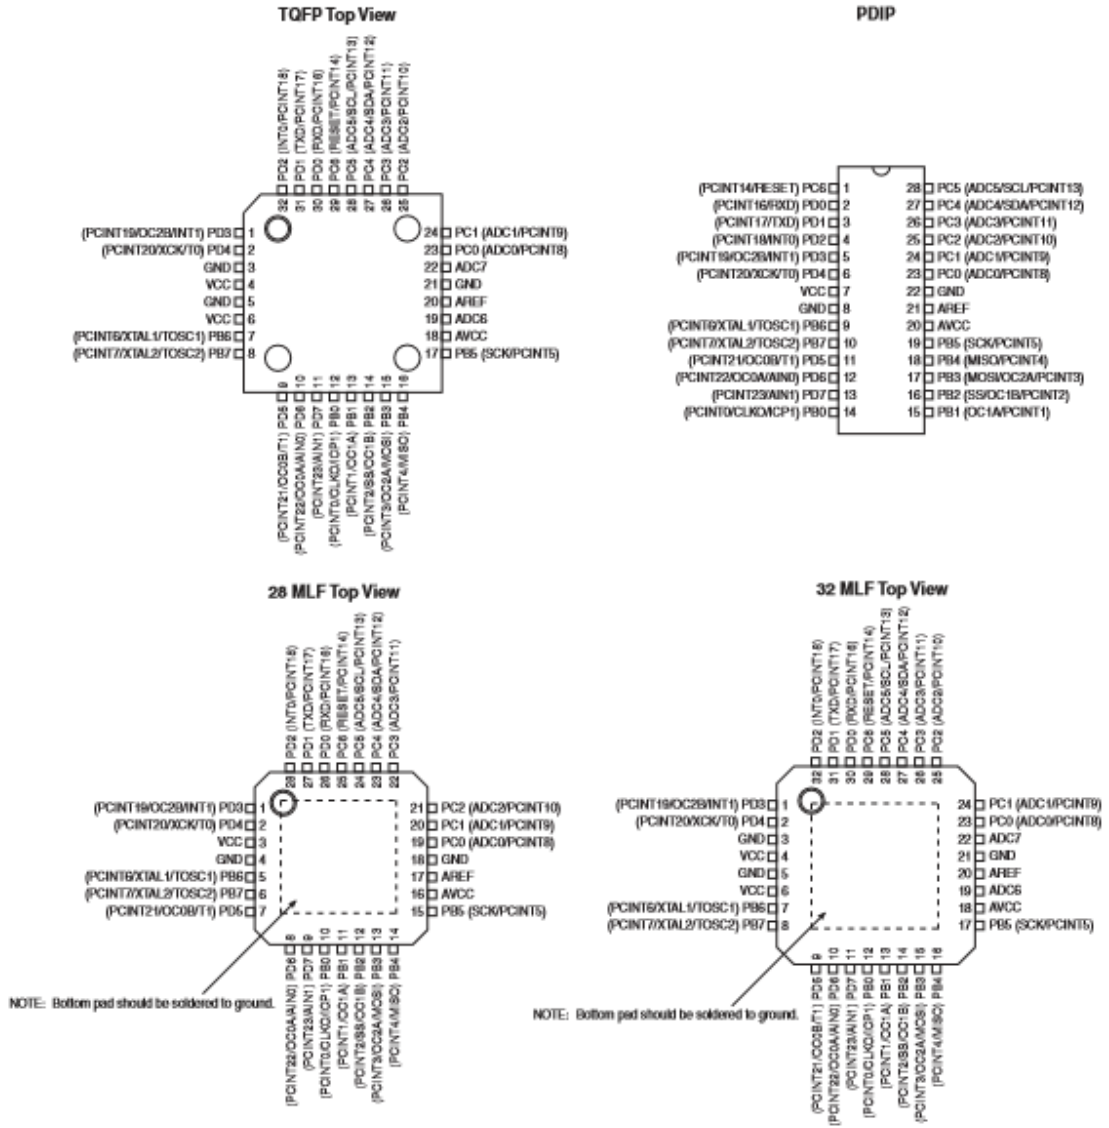 TQFP Top View
32 PD2 (INT0/PCINT18)
31 PD1 (TXD/PCINT17)
30 PD0 (RXD/PCINT16)
29 PC6 (RESET/PCINT14)
28 PC5 (ADC5/SCL/PCINT13)
27 PC4 (ADC4/SDA/PCINT12)
26 PC3 (ADC3/PCINT11)
25 PC2 (ADC2/PCINT10)
(PCINT19/OC2B/INT1) PD3 1
(PCINT20/XCK/T0) PD4 2
GND 3
VCC 4
GND 5
VCC 6
(PCINT6/XTAL1/TOSC1) PB6 7
(PCINT7/XTAL2/TOSC2) PB7 8
24 PC1 (ADC1/PCINT9)
23 PC0 (ADC0/PCINT8)
22 ADC7
21 GND
20 AREF
19 ADC6
18 AVCC
17 PB5 (SCK/PCINT5)
(PCINT21/OC0B/T1) PD5 9
(PCINT22/OC0A/AIN0) PD6 10
(PCINT23/AIN1) PD7 11
(PCINT0/CLKO/ICP1) PB0 12
(PCINT1/OC1A) PB1 13
(PCINT2/SS/OC1B) PB2 14
(PCINT3/OC2A/MOSI) PB3 15
(PCINT4/MISO) PB4 16
PDIP
(PCINT14/RESET) PC6 1
(PCINT16/RXD) PD0 2
(PCINT17/TXD) PD1 3
(PCINT18/INT0) PD2 4
(PCINT19/OC2B/INT1) PD3 5
(PCINT20/XCK/T0) PD4 6
VCC 7
GND 8
(PCINT6/XTAL1/TOSC1) PB6 9
(PCINT7/XTAL2/TOSC2) PB7 10
(PCINT21/OC0B/T1) PD5 11
(PCINT22/OC0A/AIN0) PD6 12
(PCINT23/AIN1) PD7 13
(PCINT0/CLKO/ICP1) PB0 14
28 PC5 (ADC5/SCL/PCINT13)
27 PC4 (ADC4/SDA/PCINT12)
26 PC3 (ADC3/PCINT11)
25 PC2 (ADC2/PCINT10)
24 PC1 (ADC1/PCINT9)
23 PC0 (ADC0/PCINT8)
22 GND
21 AREF
20 AVCC
19 PB5 (SCK/PCINT5)
18 PB4 (MISO/PCINT4)
17 PB3 (MOSI/OC2A/PCINT3)
16 PB2 (SS/OC1B/PCINT2)
15 PB1 (OC1A/PCINT1)
28 MLF Top View
28 PD2 (INT0/PCINT18)
27 PD1 (TXD/PCINT17)
26 PD0 (RXD/PCINT16)
25 PC6 (RESET/PCINT14)
24 PC5 (ADC5/SCL/PCINT13)
23 PC4 (ADC4/SDA/PCINT12)
22 PC3 (ADC3/PCINT11)
(PCINT19/OC2B/INT1) PD3 1
(PCINT20/XCK/T0) PD4 2
VCC 3
GND 4
(PCINT6/XTAL1/TOSC1) PB6 5
(PCINT7/XTAL2/TOSC2) PB7 6
(PCINT21/OC0B/T1) PD5 7
21 PC2 (ADC2/PCINT10)
20 PC1 (ADC1/PCINT9)
19 PC0 (ADC0/PCINT8)
18 GND
17 AREF
16 AVCC
15 PB5 (SCK/PCINT5)
(PCINT22/OC0A/AIN0) PD6 8
(PCINT23/AIN1) PD7 9
(PCINT0/CLKO/ICP1) PB0 10
(PCINT1/OC1A) PB1 11
(PCINT2/SS/OC1B) PB2 12
(PCINT3/OC2A/MOSI) PB3 13
(PCINT4/MISO) PB4 14
NOTE: Bottom pad should be soldered to ground.
32 MLF Top View
32 PD2 (INT0/PCINT18)
31 PD1 (TXD/PCINT17)
30 PD0 (RXD/PCINT16)
29 PC6 (RESET/PCINT14)
28 PC5 (ADC5/SCL/PCINT13)
27 PC4 (ADC4/SDA/PCINT12)
26 PC3 (ADC3/PCINT11)
25 PC2 (ADC2/PCINT10)
(PCINT19/OC2B/INT1) PD3 1
(PCINT20/XCK/T0) PD4 2
GND 3
VCC 4
GND 5
VCC 6
(PCINT6/XTAL1/TOSC1) PB6 7
(PCINT7/XTAL2/TOSC2) PB7 8
24 PC1 (ADC1/PCINT9)
23 PC0 (ADC0/PCINT8)
22 ADC7
21 GND
20 AREF
19 ADC6
18 AVCC
17 PB5 (SCK/PCINT5)
(PCINT21/OC0B/T1) PD5 9
(PCINT22/OC0A/AIN0) PD6 10
(PCINT23/AIN1) PD7 11
(PCINT0/CLKO/ICP1) PB0 12
(PCINT1/OC1A) PB1 13
(PCINT2/SS/OC1B) PB2 14
(PCINT3/OC2A/MOSI) PB3 15
(PCINT4/MISO) PB4 16
NOTE: Bottom pad should be soldered to ground.